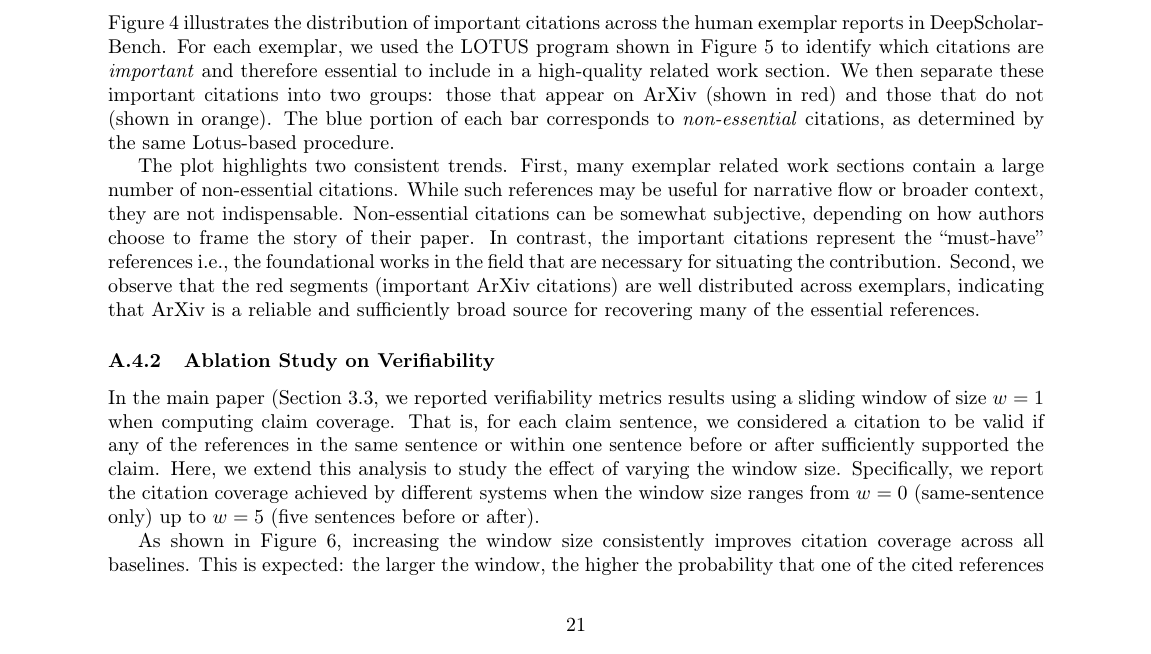 Figure 4 illustrates the distribution of important citations across the human exemplar reports in DeepScholar-
Bench. For each exemplar, we used the LOTUS program shown in Figure 5 to identify which citations are
important and therefore essential to include in a high-quality related work section. We then separate these
important citations into two groups: those that appear on ArXiv (shown in red) and those that do not
(shown in orange). The blue portion of each bar corresponds to non-essential citations, as determined by
the same Lotus-based procedure.
The plot highlights two consistent trends. First, many exemplar related work sections contain a large
number of non-essential citations. While such references may be useful for narrative flow or broader context,
they are not indispensable. Non-essential citations can be somewhat subjective, depending on how authors
choose to frame the story of their paper. In contrast, the important citations represent the “must-have”
references i.e., the foundational works in the field that are necessary for situating the contribution. Second, we
observe that the red segments (important ArXiv citations) are well distributed across exemplars, indicating
that ArXiv is a reliable and sufficiently broad source for recovering many of the essential references.
A.4.2 Ablation Study on Verifiability
In the main paper (Section 3.3, we reported verifiability metrics results using a sliding window of size w = 1
when computing claim coverage. That is, for each claim sentence, we considered a citation to be valid if
any of the references in the same sentence or within one sentence before or after sufficiently supported the
claim. Here, we extend this analysis to study the effect of varying the window size. Specifically, we report
the citation coverage achieved by different systems when the window size ranges from w = 0 (same-sentence
only) up to w = 5 (five sentences before or after).
As shown in Figure 6, increasing the window size consistently improves citation coverage across all
baselines. This is expected: the larger the window, the higher the probability that one of the cited references
21